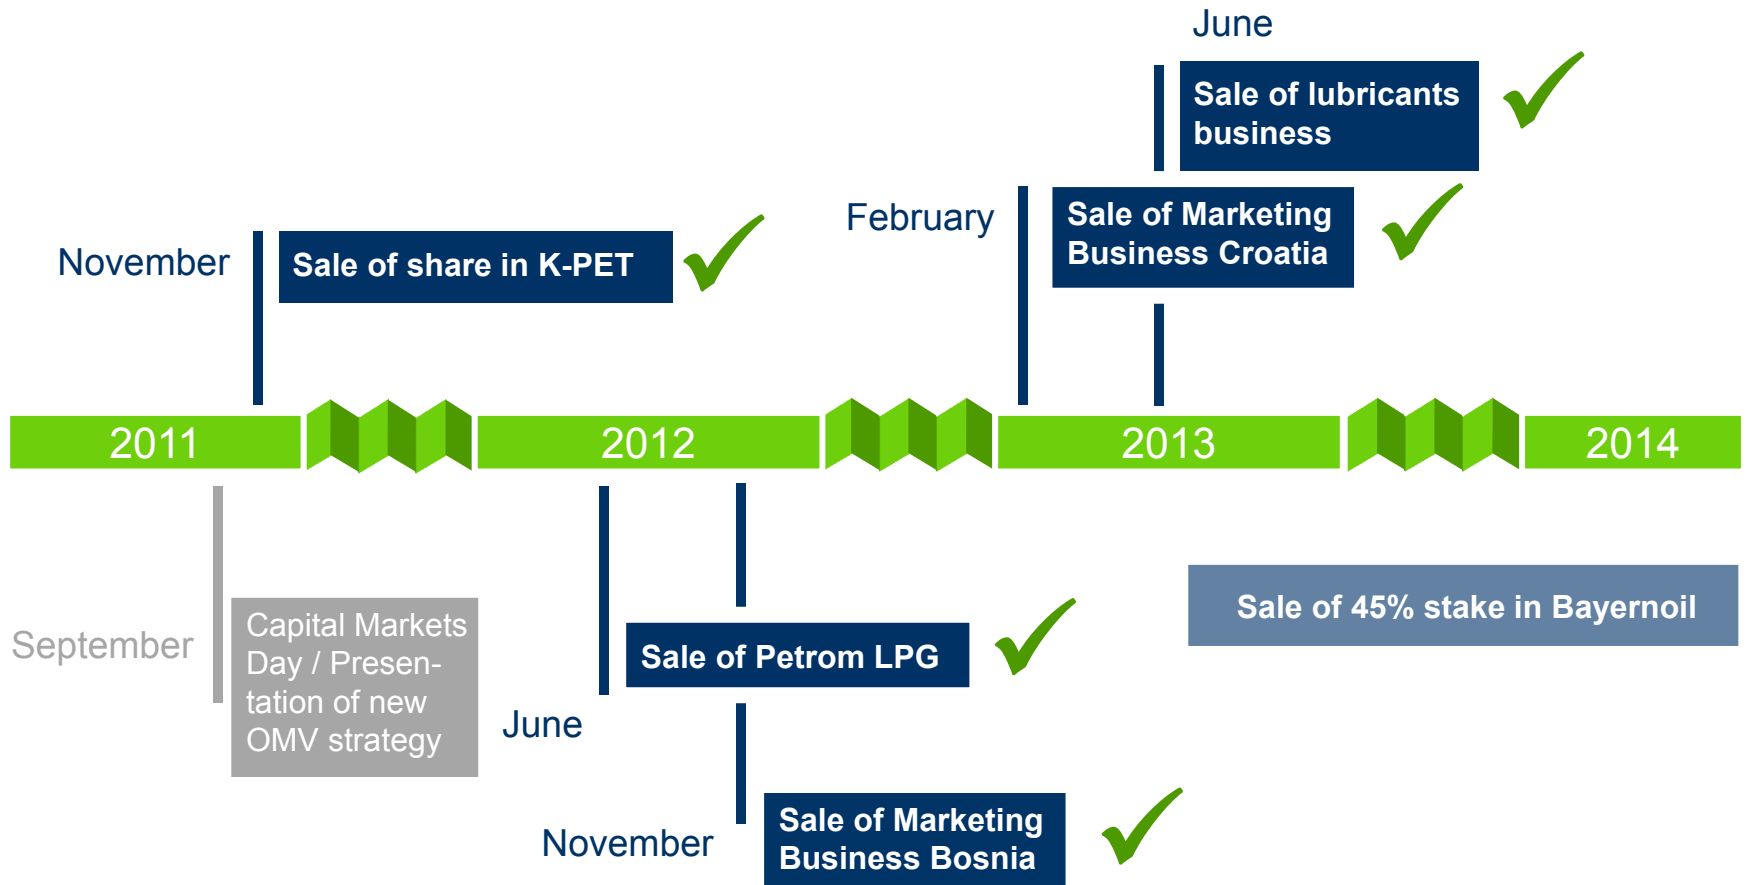 June
Sale of lubricants
business
February
Sale of Marketing
Business Croatia
November
Sale of share in K-PET
2011
2012
2013
2014
September
Capital Markets
Day / Presen-
tation of new
OMV strategy
June
Sale of Petrom LPG
Sale of 45% stake in Bayernoil
November
Sale of Marketing
Business Bosnia